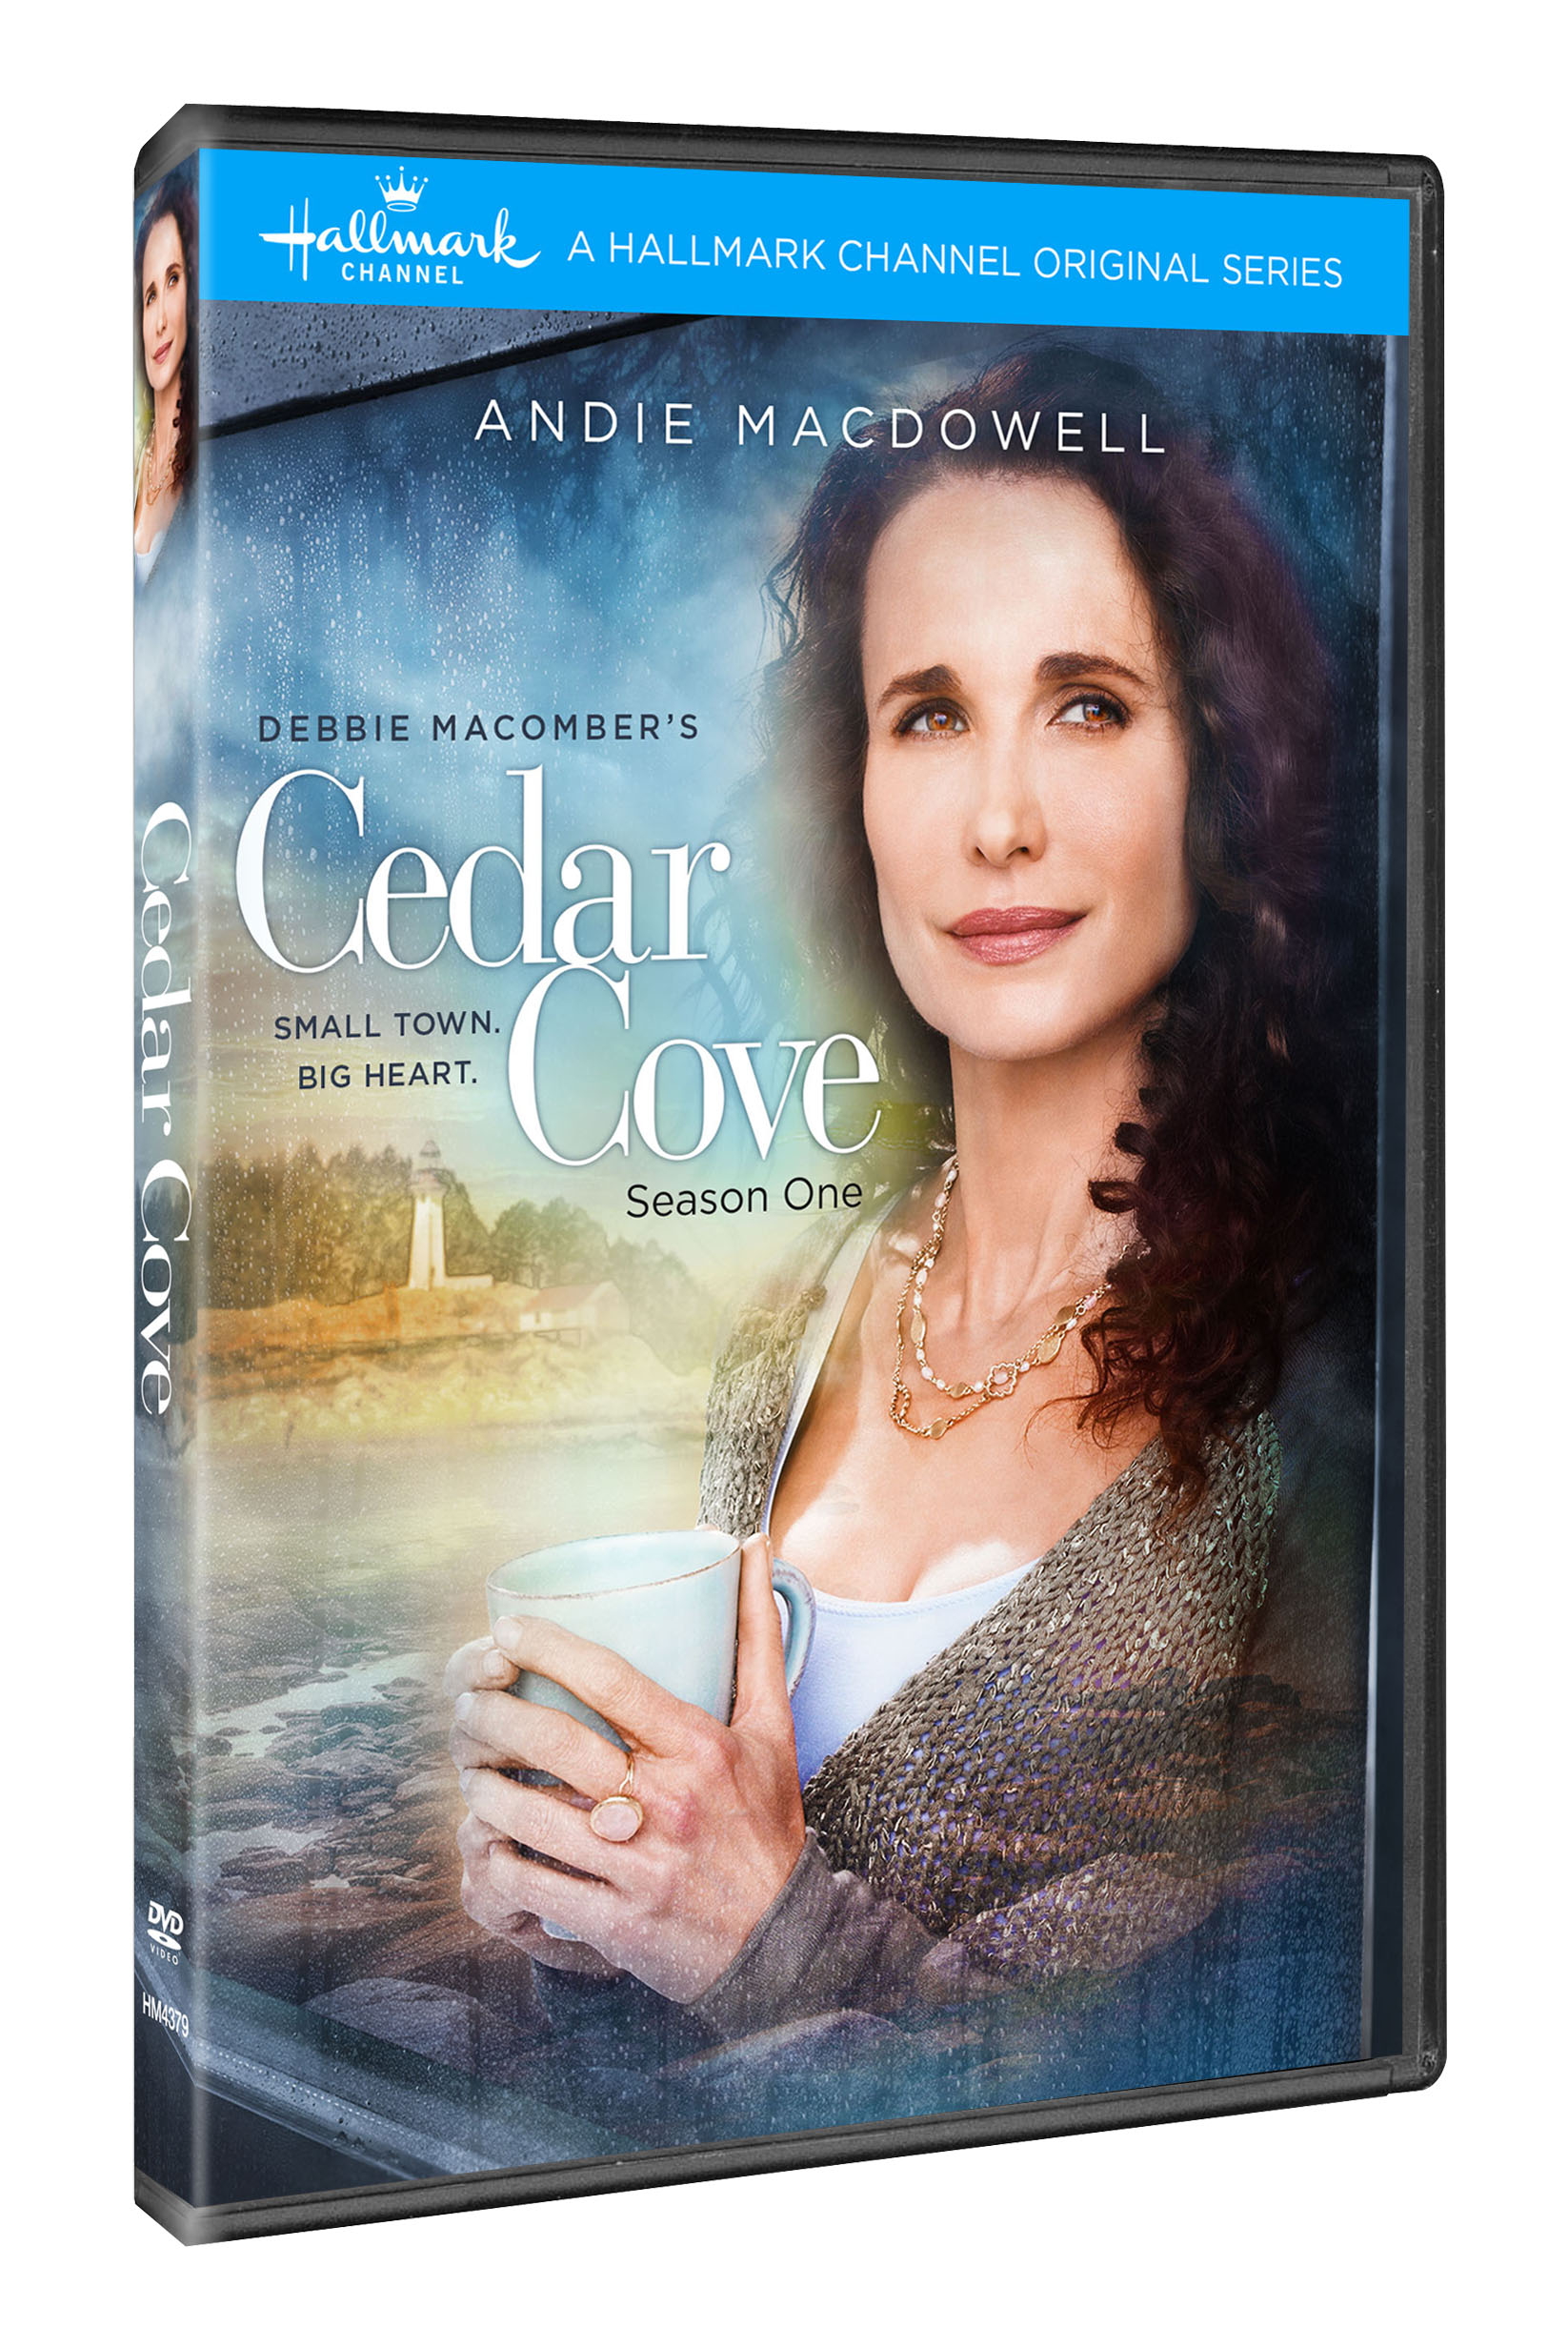 Hallmark
CHANNEL
A HALLMARK CHANNEL ORIGINAL SERIES
ANDIE MACDOWELL
DEBBIE MACOMBER'S
Cedar
Cove
SMALL TOWN.
BIG HEART.
Season One
Cedar Cove
DVD
VIDEO
HM4379